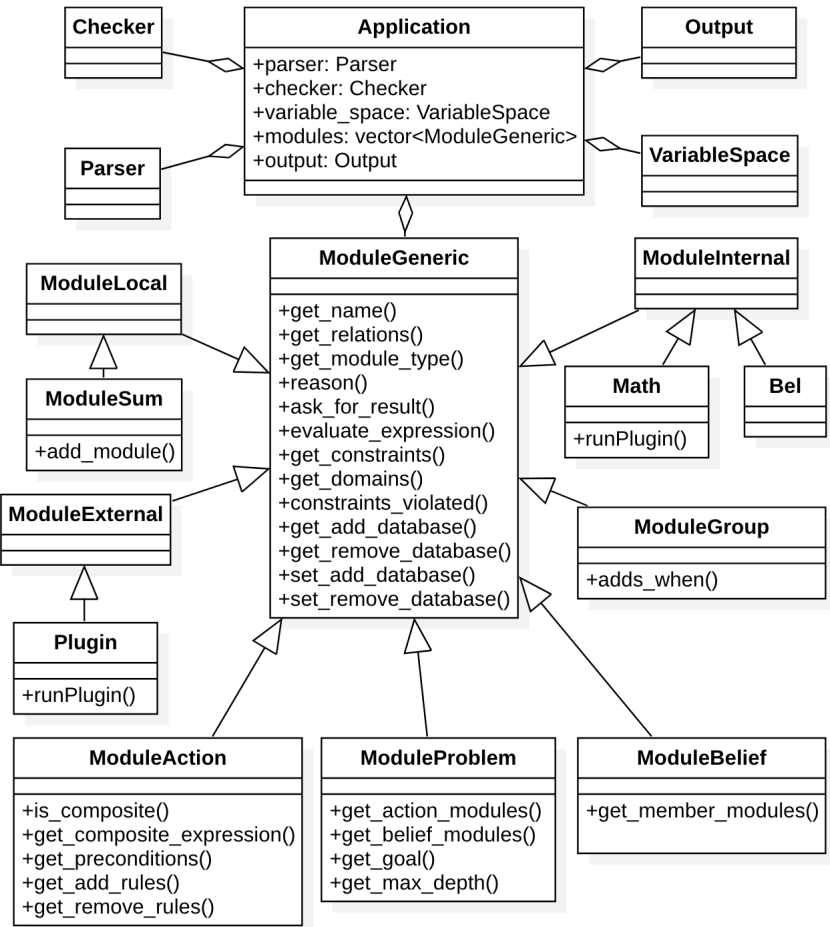 Checker
Application
+parser: Parser
+checker: Checker
+variable_space: VariableSpace
+modules: vector<ModuleGeneric>
+output: Output
Output
Parser
VariableSpace
ModuleGeneric
+get_name()
+get_relations()
+get_module_type()
+reason()
+ask_for_result()
+evaluate_expression()
+get_constraints()
+get_domains()
+constraints_violated()
+get_add_database()
+get_remove_database()
+set_add_database()
+set_remove_database()
ModuleLocal
ModuleSum
+add_module()
ModuleExternal
Plugin
+runPlugin()
ModuleInternal
Math
+runPlugin()
Bel
ModuleGroup
+adds_when()
ModuleAction
+is_composite()
+get_composite_expression()
+get_preconditions()
+get_add_rules()
+get_remove_rules()
ModuleProblem
+get_action_modules()
+get_belief_modules()
+get_goal()
+get_max_depth()
ModuleBelief
+get_member_modules()